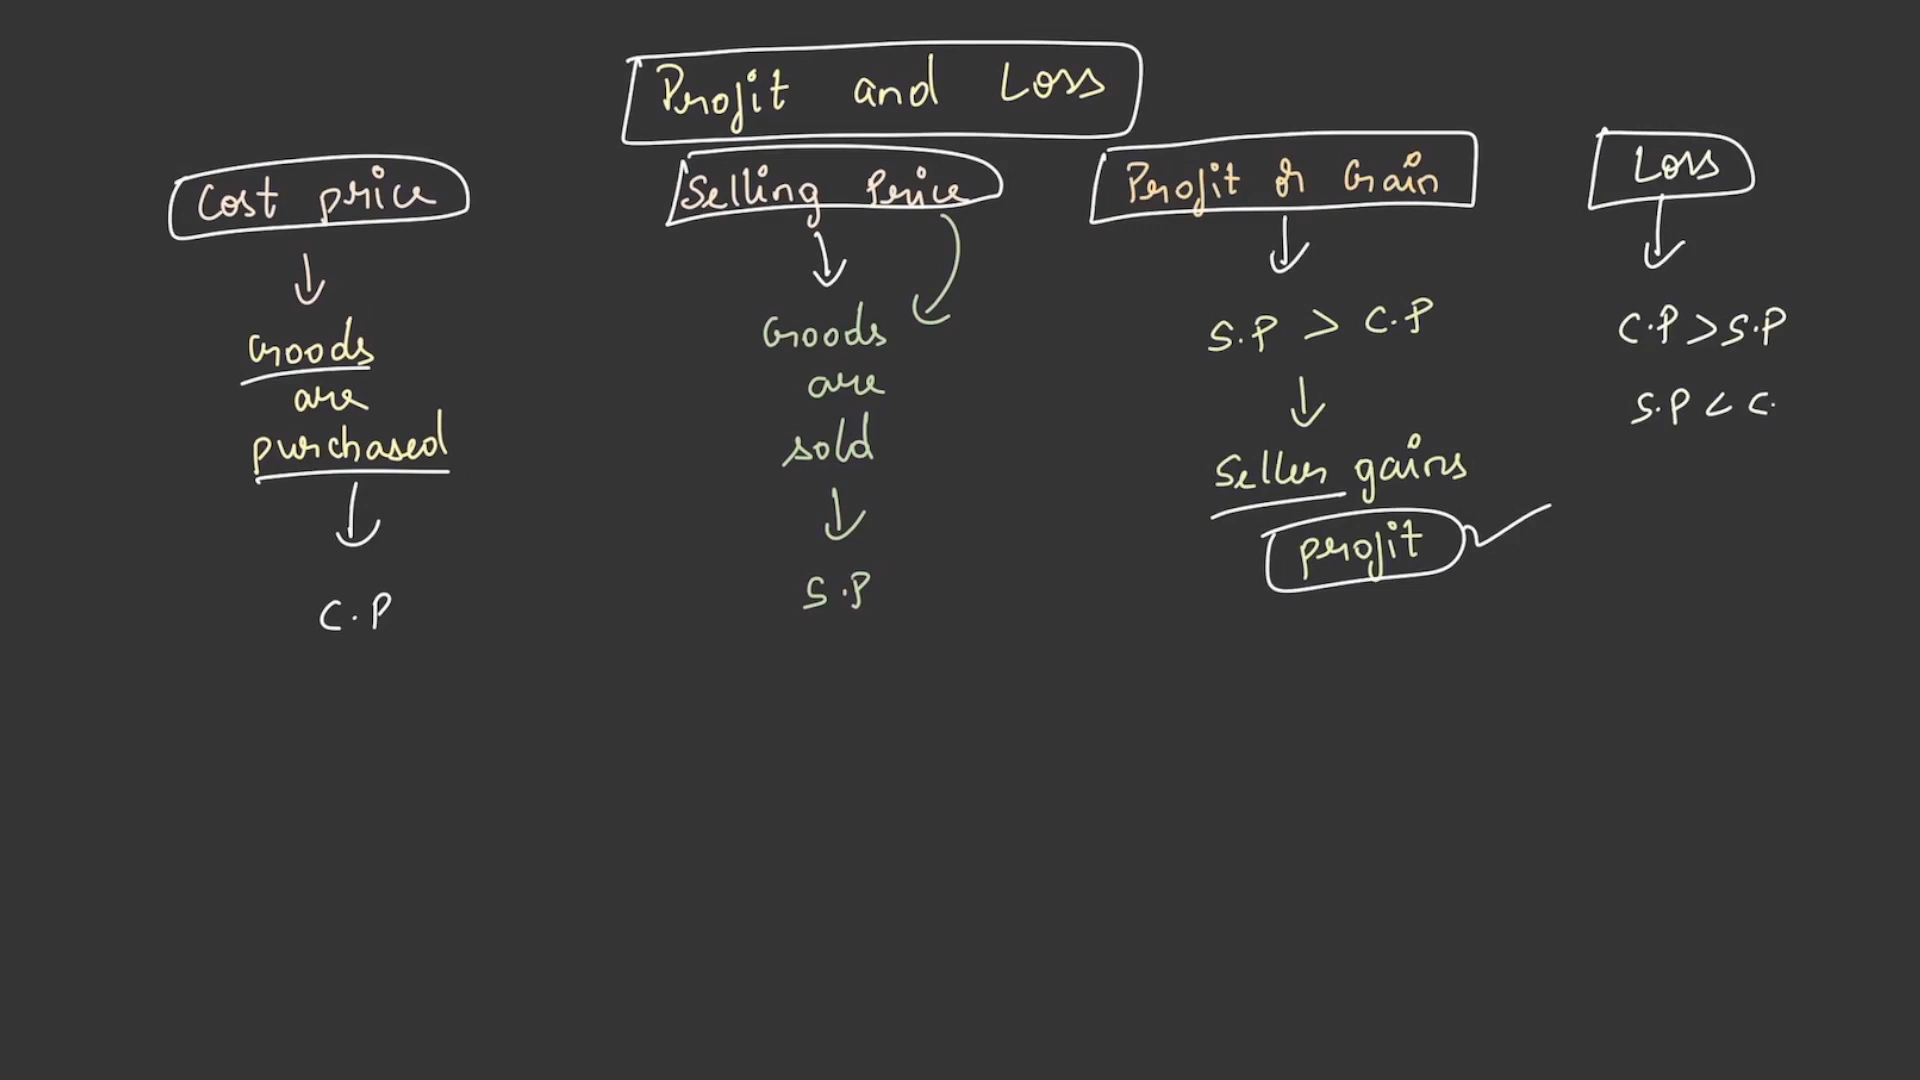 Profit and Loss
Cost price
Goods
are
purchased
C.P
Selling Price
Goods
are
sold
S.P
Profit or Gain
S.P > C.P
Seller gains
profit
Loss
C.P > S.P
S.P < C.